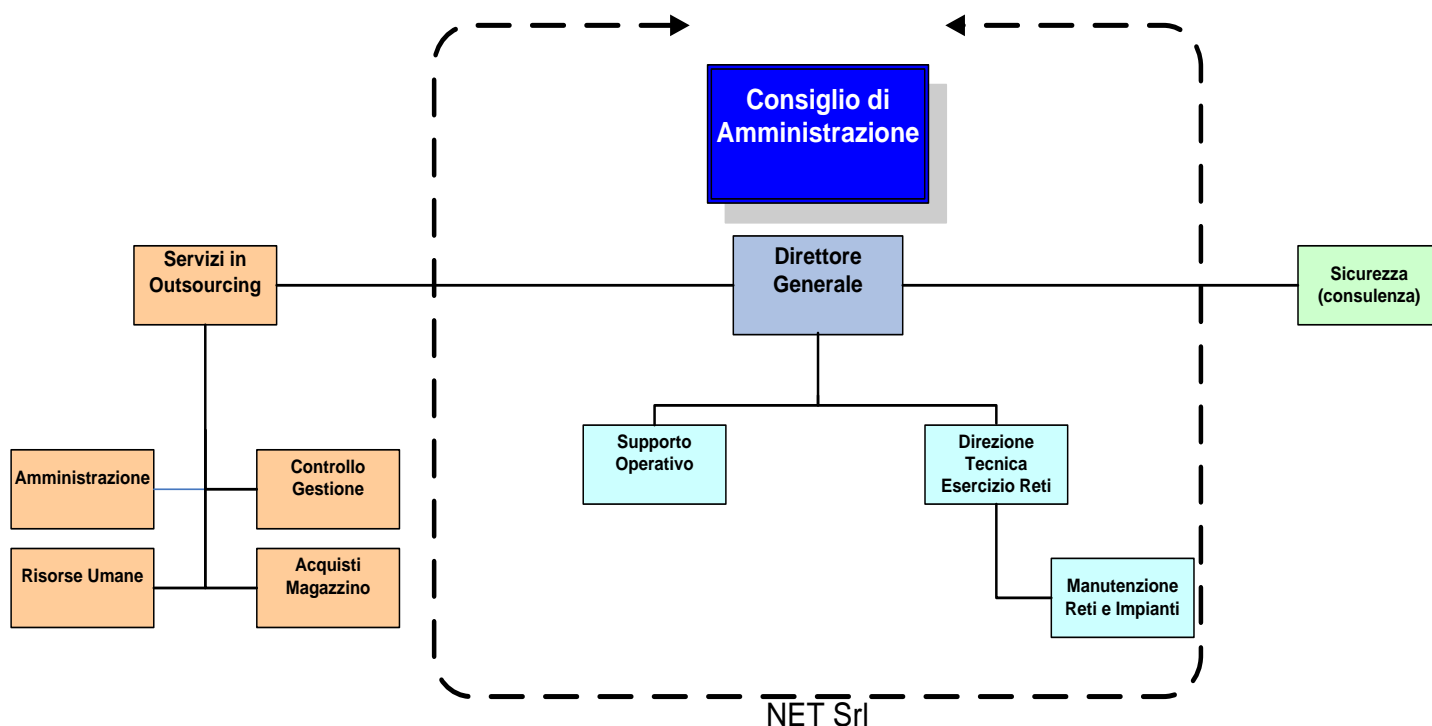 Consiglio di
Amministrazione
Servizi in
Outsourcing
Direttore
Generale
Sicurezza
(consulenza)
Supporto
Operativo
Direzione
Tecnica
Esercizio Reti
Amministrazione
Controllo
Gestione
Risorse Umane
Acquisti
Magazzino
Manutenzione
Reti e Impianti
NET Srl